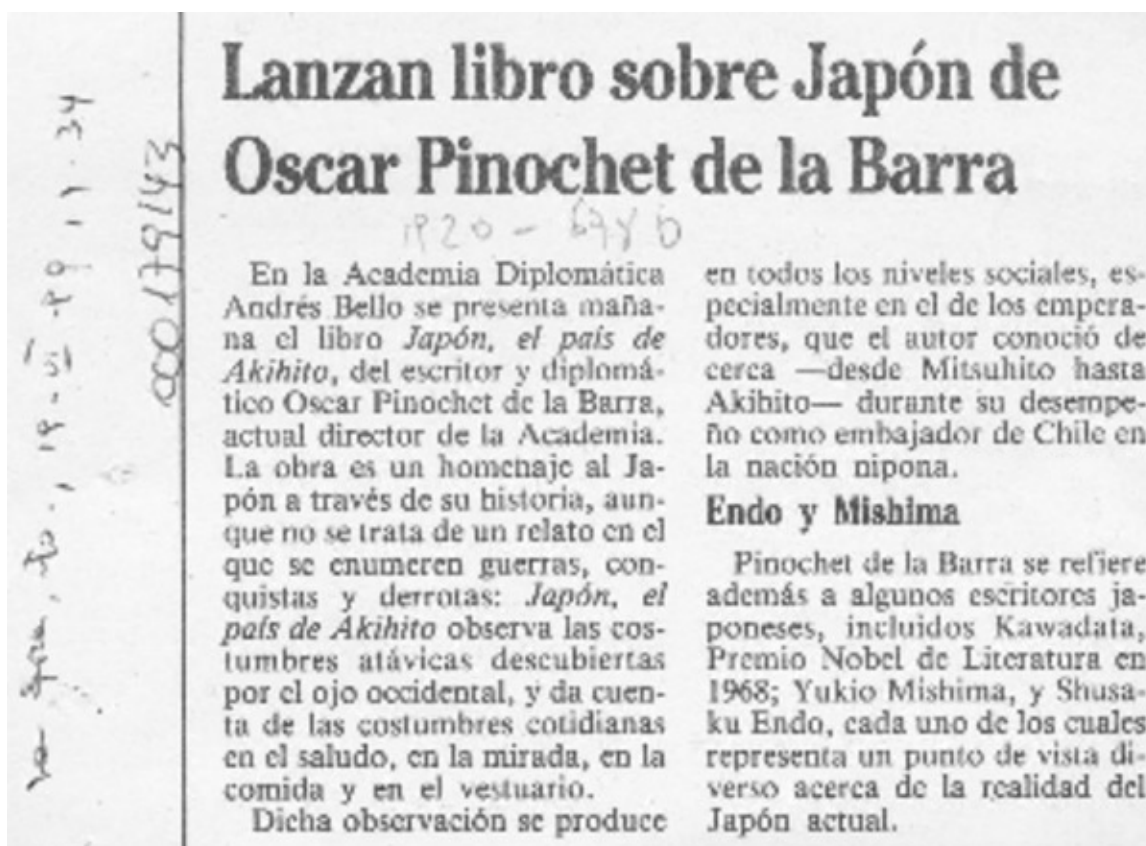 Lanzan libro sobre Japón de
Oscar Pinochet de la Barra
En la Academia Diplomática
Andrés Bello se presenta maña-
na el libro Japón, el país de
Akihito, del escritor y diplomá-
tico Oscar Pinochet de la Barra,
actual director de la Academia.
La obra es un homenaje al Ja-
pón a través de su historia, aun-
que no se trata de un relato en el
que se enumeren guerras, con-
quistas y derrotas: Japón, el
país de Akihito observa las cos-
tumbres atávicas descubiertas
por el ojo occidental, y da cuen-
ta de las costumbres cotidianas
en el saludo, en la mirada, en la
comida y en el vestuario.
Dicha observación se produce
en todos los niveles sociales, es-
pecialmente en el de los empera-
dores, que el autor conoció de
cerca —desde Mitsuhito hasta
Akihito— durante su desempe-
ño como embajador de Chile en
la nación nipona.
Endo y Mishima
Pinochet de la Barra se refiere
además a algunos escritores ja-
poneses, incluidos Kawadata,
Premio Nobel de Literatura en
1968; Yukio Mishima, y Shusa-
ku Endo, cada uno de los cuales
representa un punto de vista di-
verso acerca de la realidad del
Japón actual.
000179143